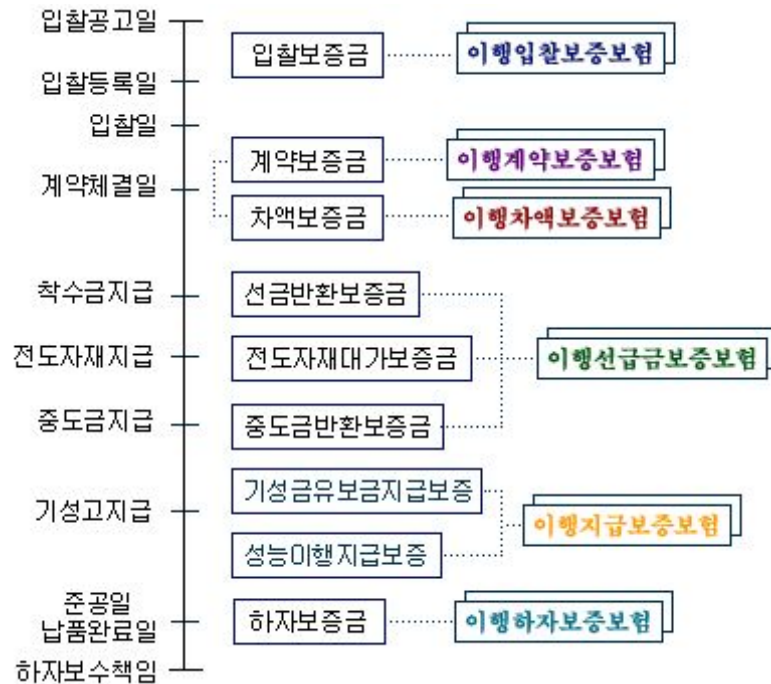 입찰공고일
입찰보증금
이행입찰보증보험
입찰등록일
입찰일
계약보증금
이행계약보증보험
계약체결일
차액보증금
이행차액보증보험
착수금지급
선금반환보증금
전도자재지급
전도자재대가보증금
이행선급금보증보험
중도금지급
중도금반환보증금
기성금유보금지급보증
기성고지급
이행지급보증보험
성능이행지급보증
준공일
납품완료일
하자보증금
이행하자보증보험
하자보수책임